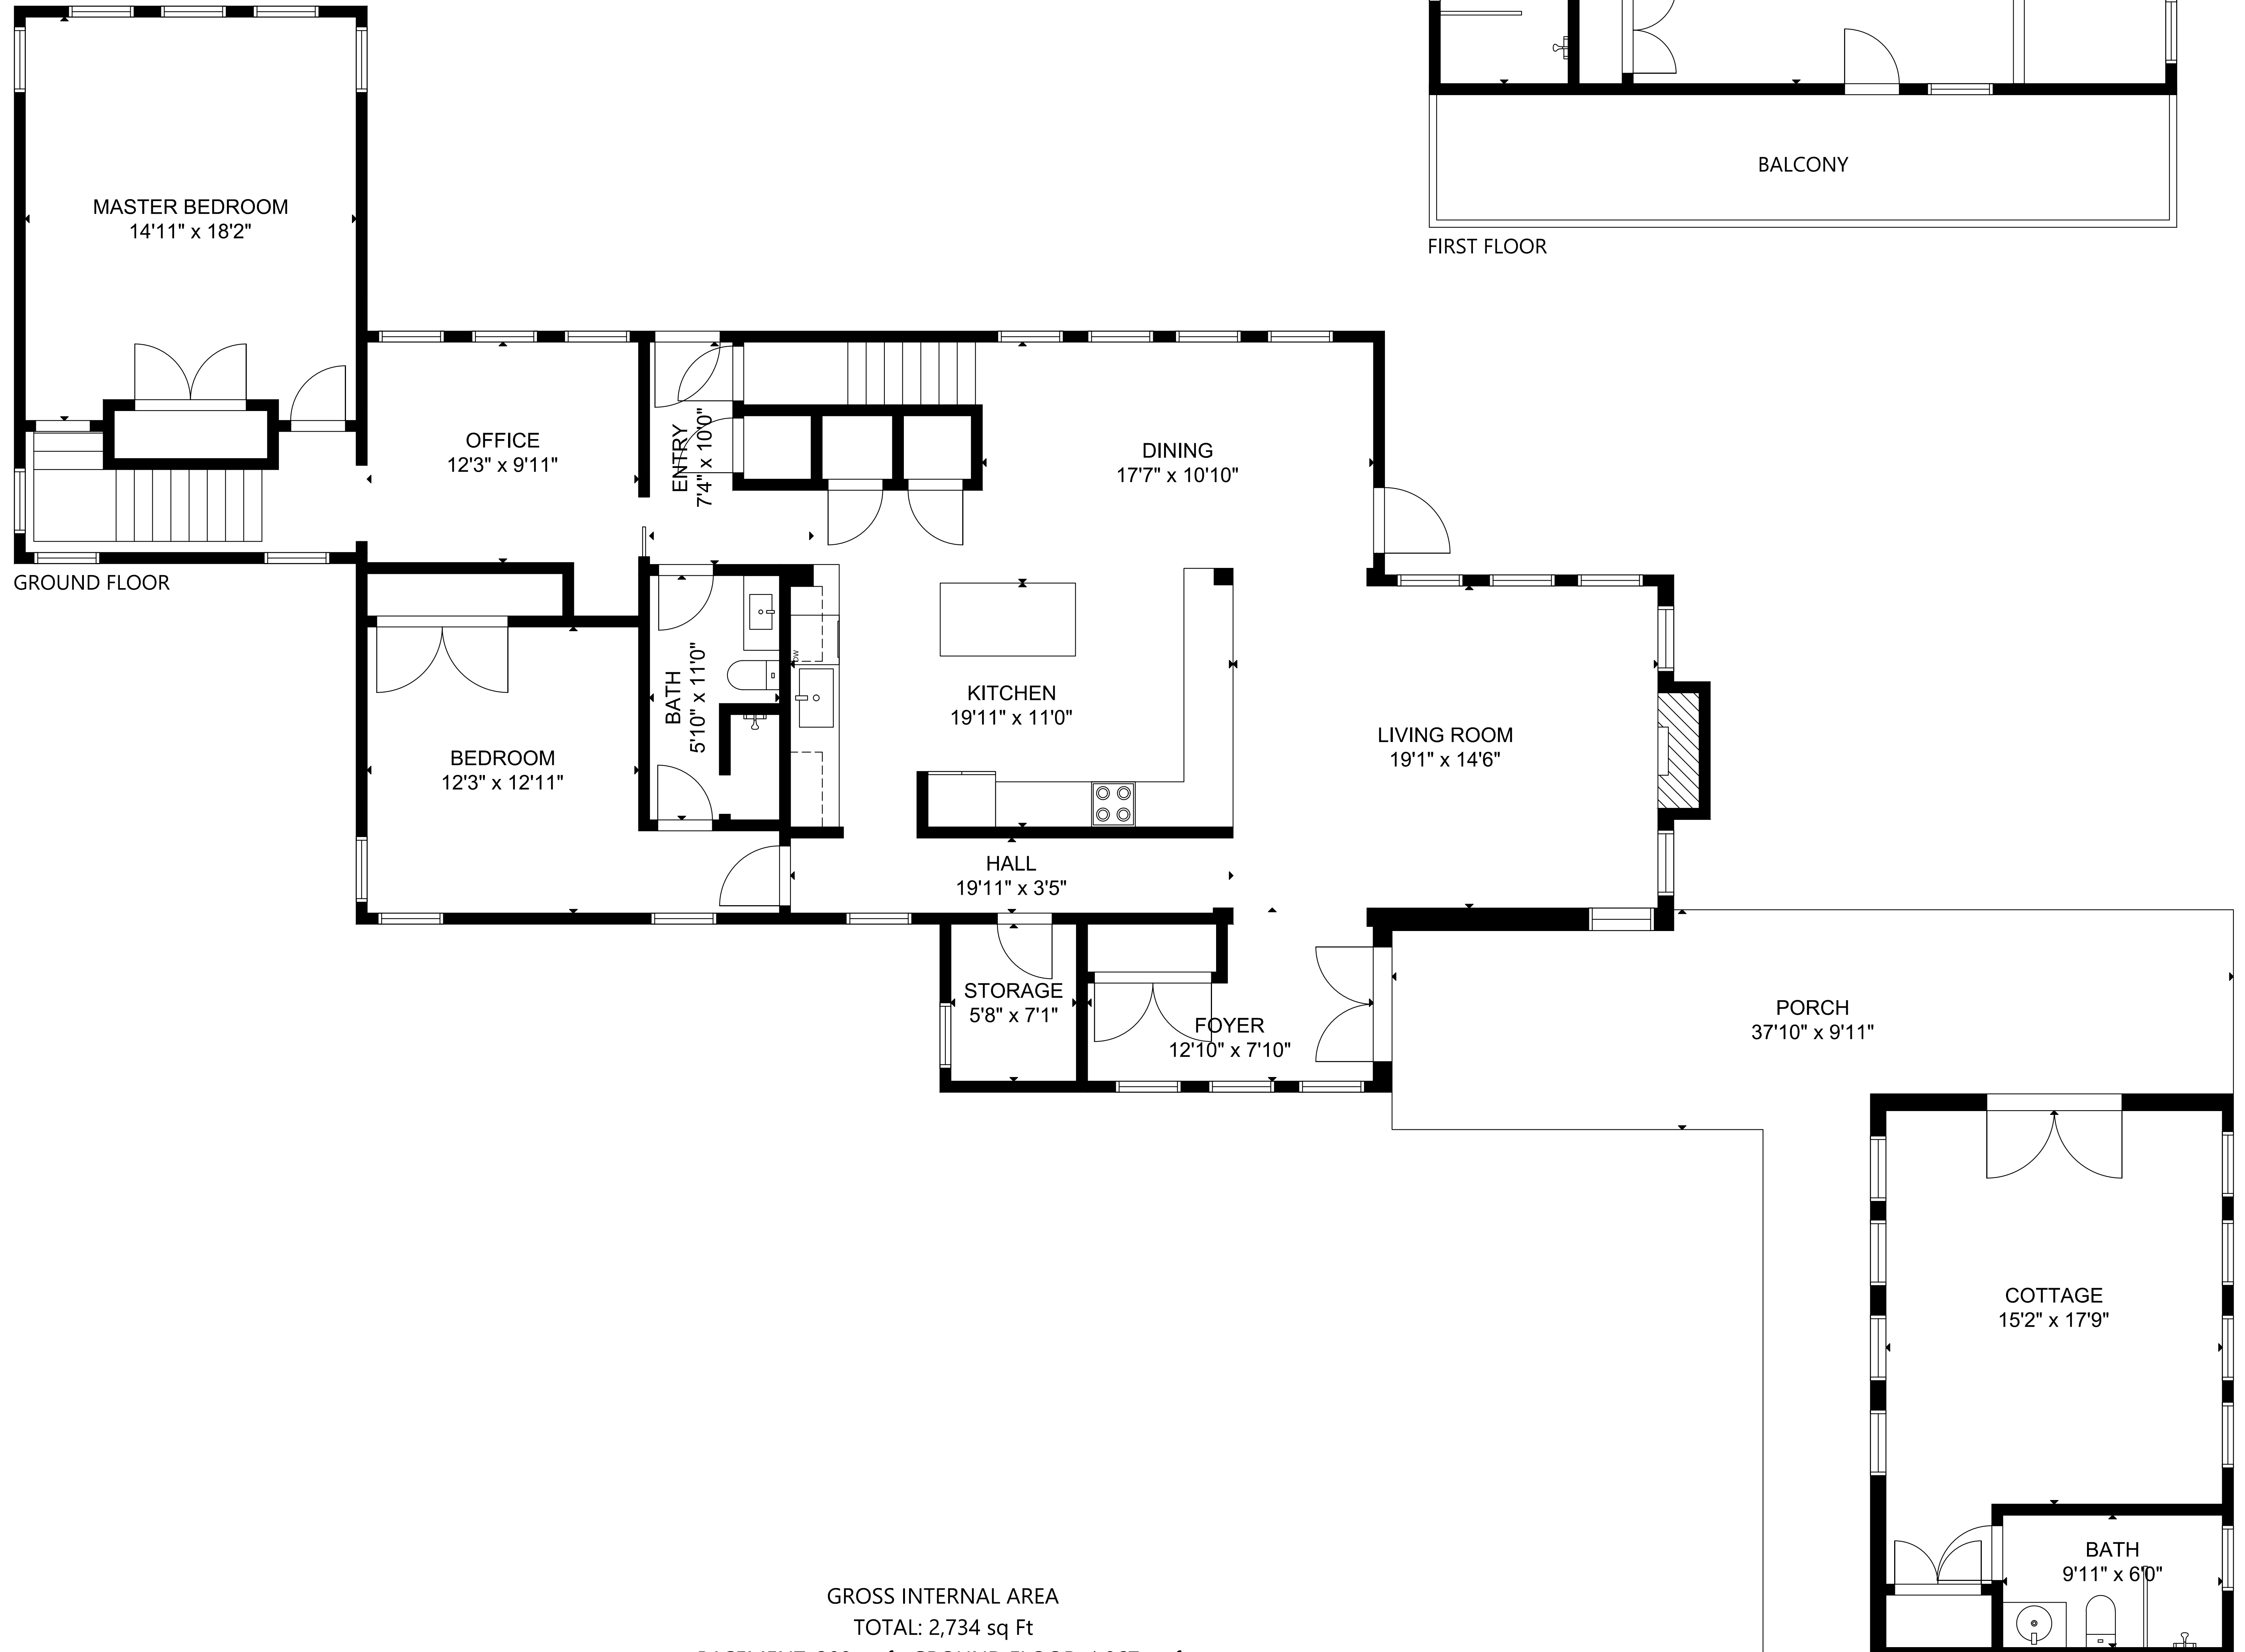 BALCONY
FIRST FLOOR
MASTER BEDROOM
14'11" x 18'2"
OFFICE
12'3" x 9'11"
ENTRY
7'4" x 10'0"
DINING
17'7" x 10'10"
GROUND FLOOR
BATH
5'10" x 11'0"
KITCHEN
19'11" x 11'0"
LIVING ROOM
19'1" x 14'6"
BEDROOM
12'3" x 12'11"
HALL
19'11" x 3'5"
STORAGE
5'8" x 7'1"
FOYER
12'10" x 7'10"
PORCH
37'10" x 9'11"
COTTAGE
15'2" x 17'9"
BATH
9'11" x 6'0"
GROSS INTERNAL AREA
TOTAL: 2,734 sq Ft